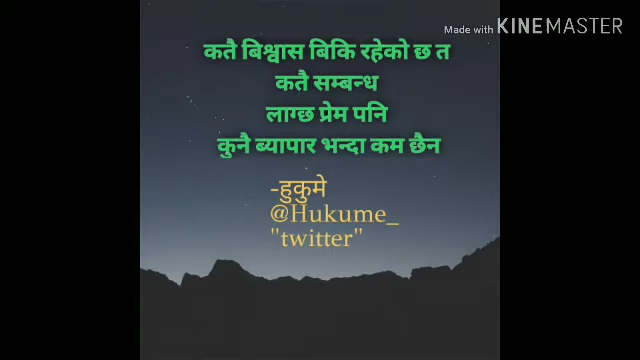 Made with KINEMASTER
कतै बिश्वास बिकि रहेको छ त
कतै सम्बन्ध
लाग्छ प्रेम पनि
कुनै ब्यापार भन्दा कम छैन
-हुकुमे
@Hukume_
"twitter"